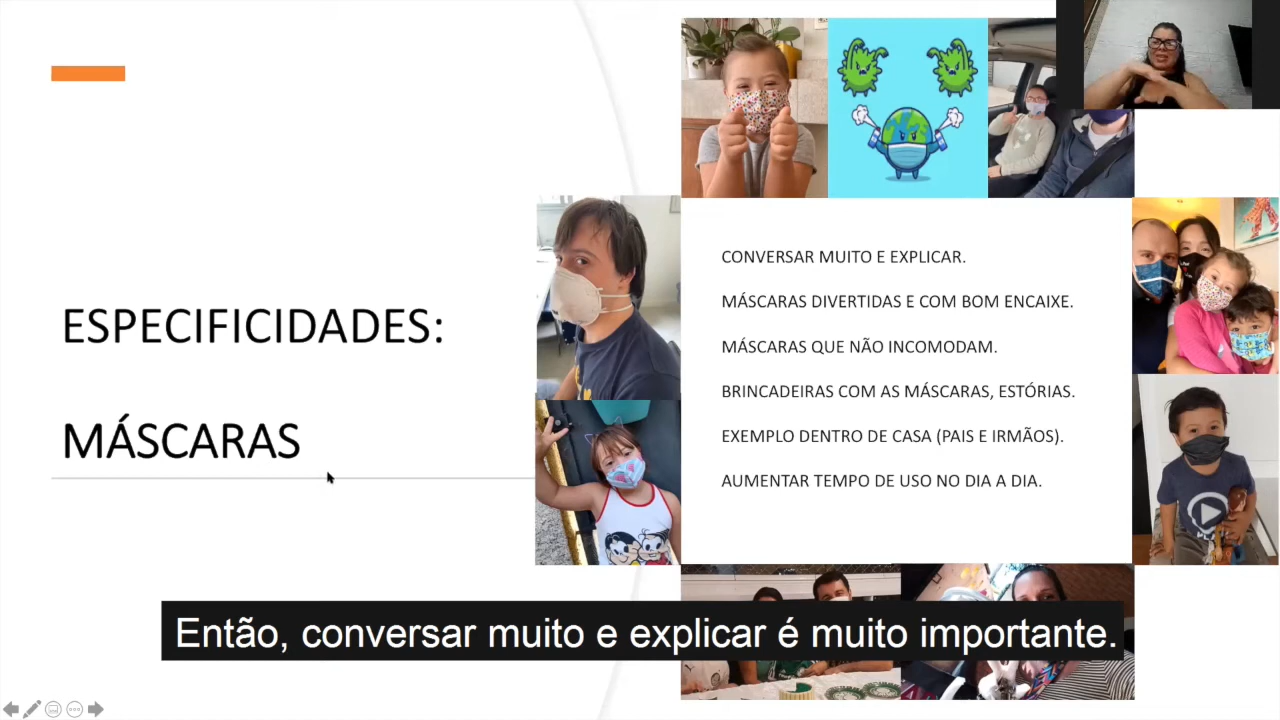 ESPECIFICIDADES:
MÁSCARAS
CONVERSAR MUITO E EXPLICAR.
MÁSCARAS DIVERTIDAS E COM BOM ENCAIXE.
MÁSCARAS QUE NÃO INCOMODAM.
BRINCADEIRAS COM AS MÁSCARAS, ESTÓRIAS.
EXEMPLO DENTRO DE CASA (PAIS E IRMÃOS).
AUMENTAR TEMPO DE USO NO DIA A DIA.
Então, conversar muito e explicar é muito importante.